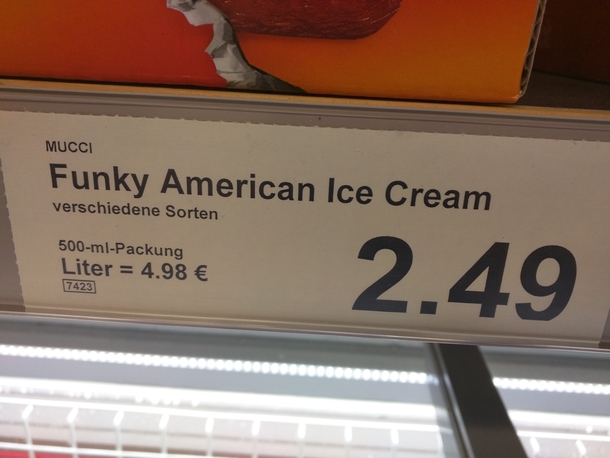 MUCCI
Funky American Ice Cream
verschiedene Sorten
500-ml-Packung
Liter = 4.98 €
7423
2.49